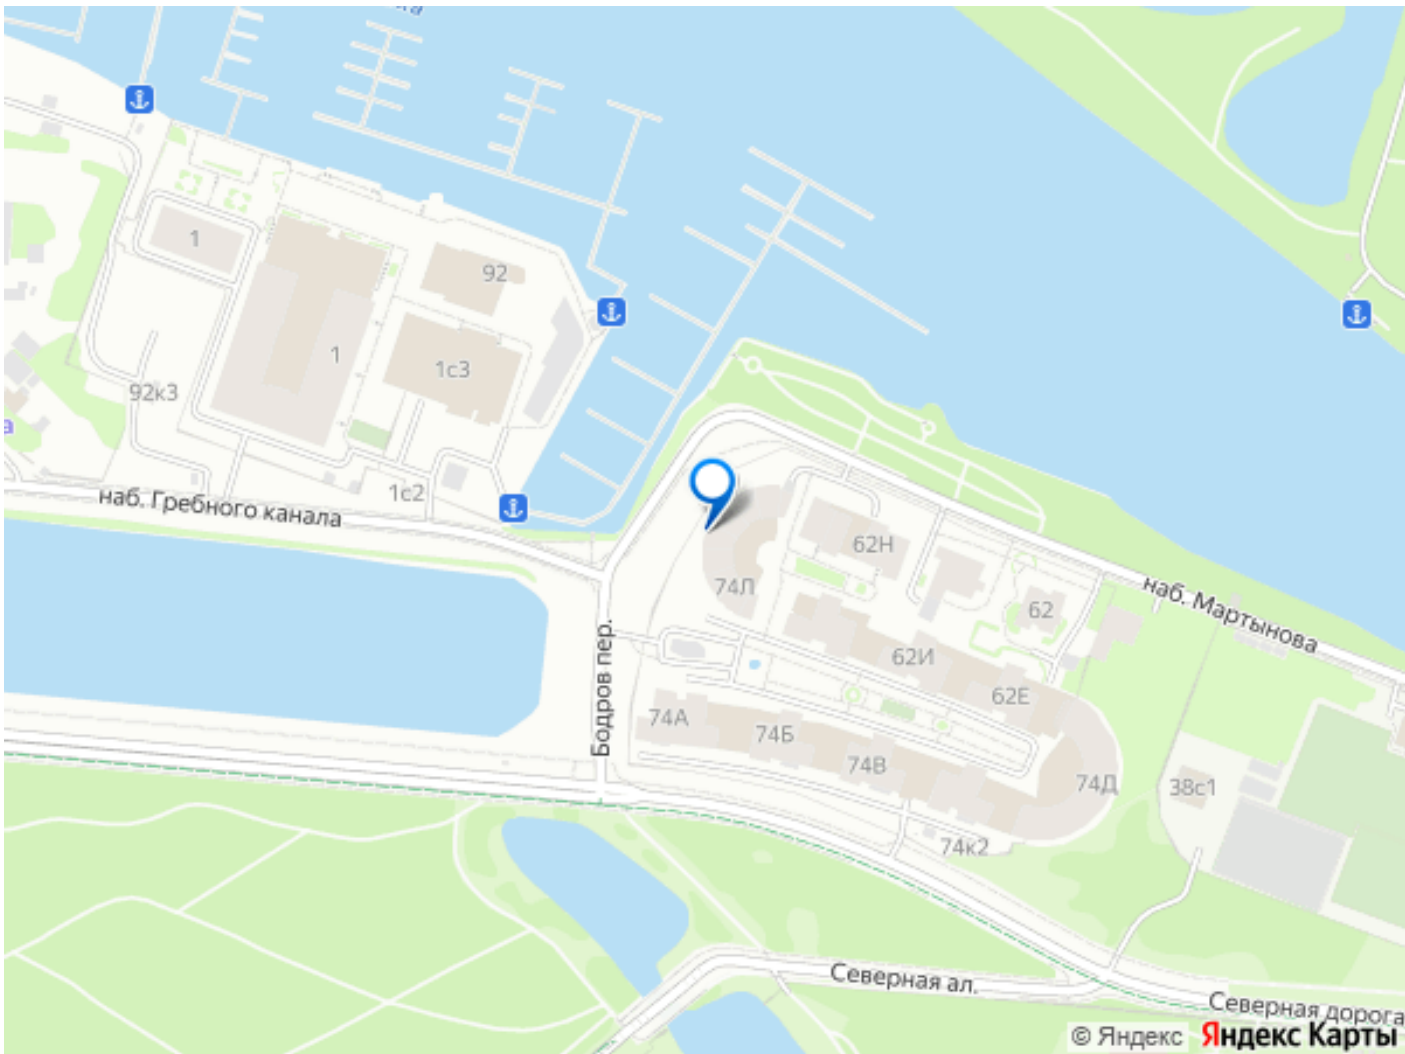 1
92
1
1с3
92к3
1с2
наб. Гребного канала
62Н
74Л
62
наб. Мартынова
Бодров пер.
62И
62Е
74А
74Б
74В
74Д
38с1
74к2
Северная ал.
Северная дорога
© Яндекс
Яндекс Карты